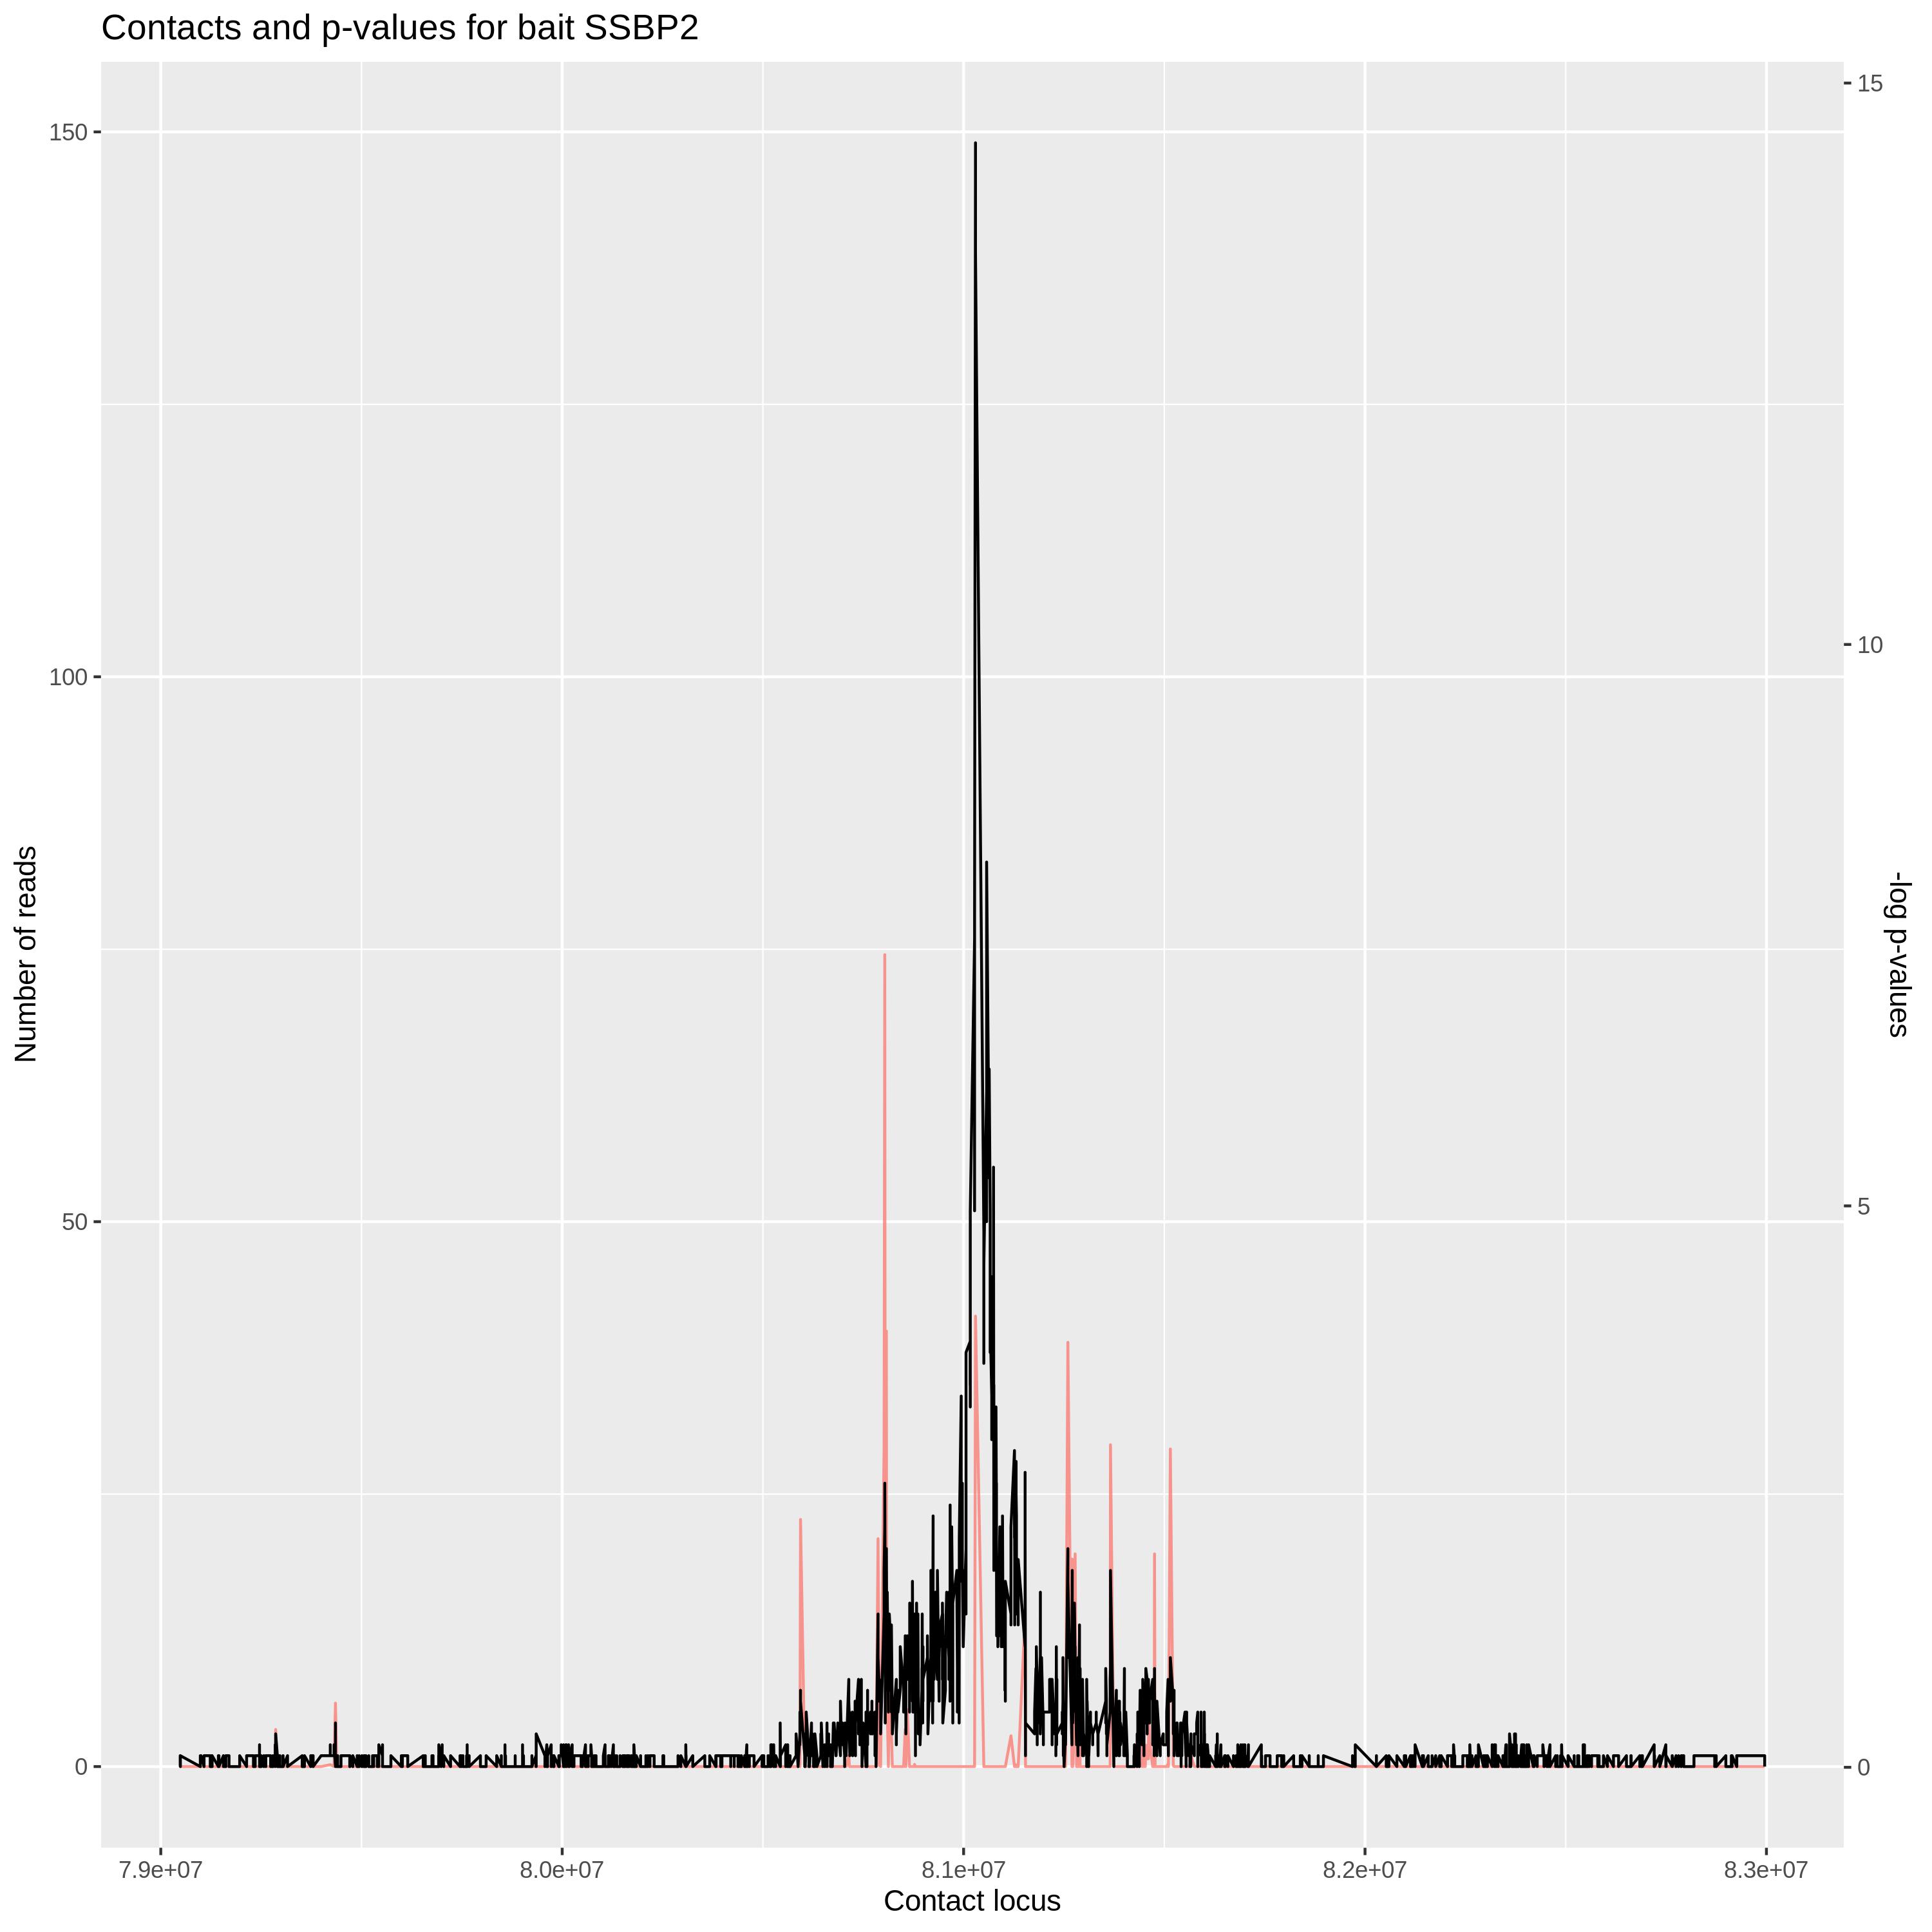 Contacts and p-values for bait SSBP2
150
100
50
0
15
10
5
0
Number of reads
-log p-values
7.9e+07 8.0e+07 8.1e+07 8.2e+07 8.3e+07
Contact locus